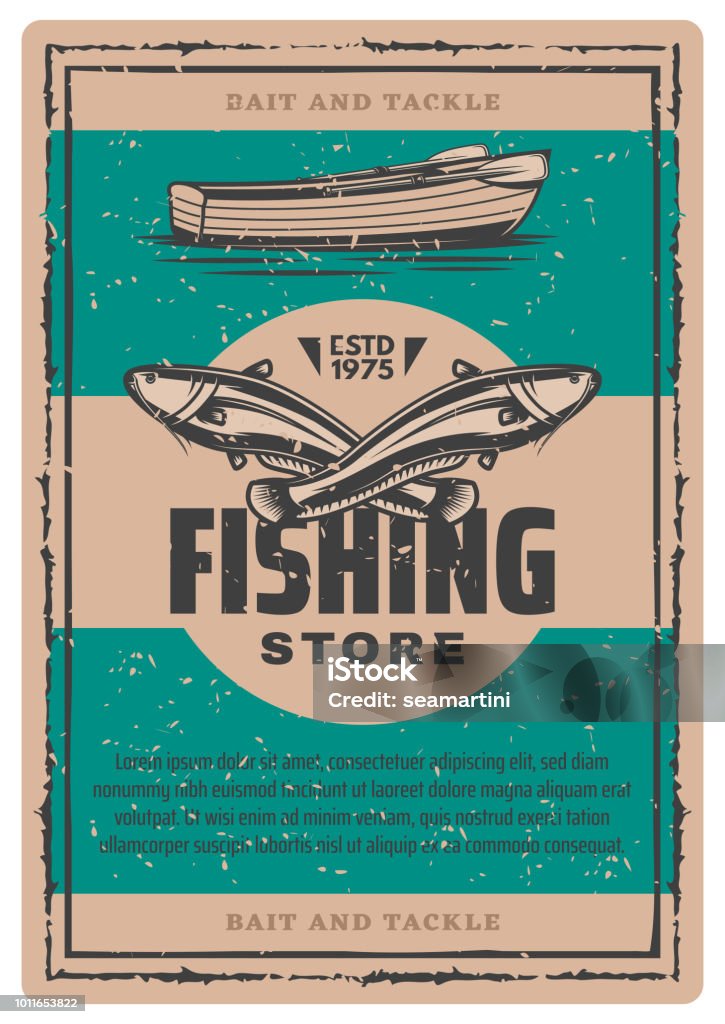 BAIT AND TACKLE
ESTD
1975
FISHING
STORE
iStock™
Credit: seamartini
Lorem ipsum dolor sit amet, consectetuer adipiscing elit, sed diam
nonummy nibh euismod tincidunt ut laoreet dolore magna aliquam erat
volutpat. Ut wisi enim ad minim veniam, quis nostrud exerci tation
ullamcorper suscipit lobortis nisl ut aliquip ex ea commodo consequat.
BAIT AND TACKLE
1011653822